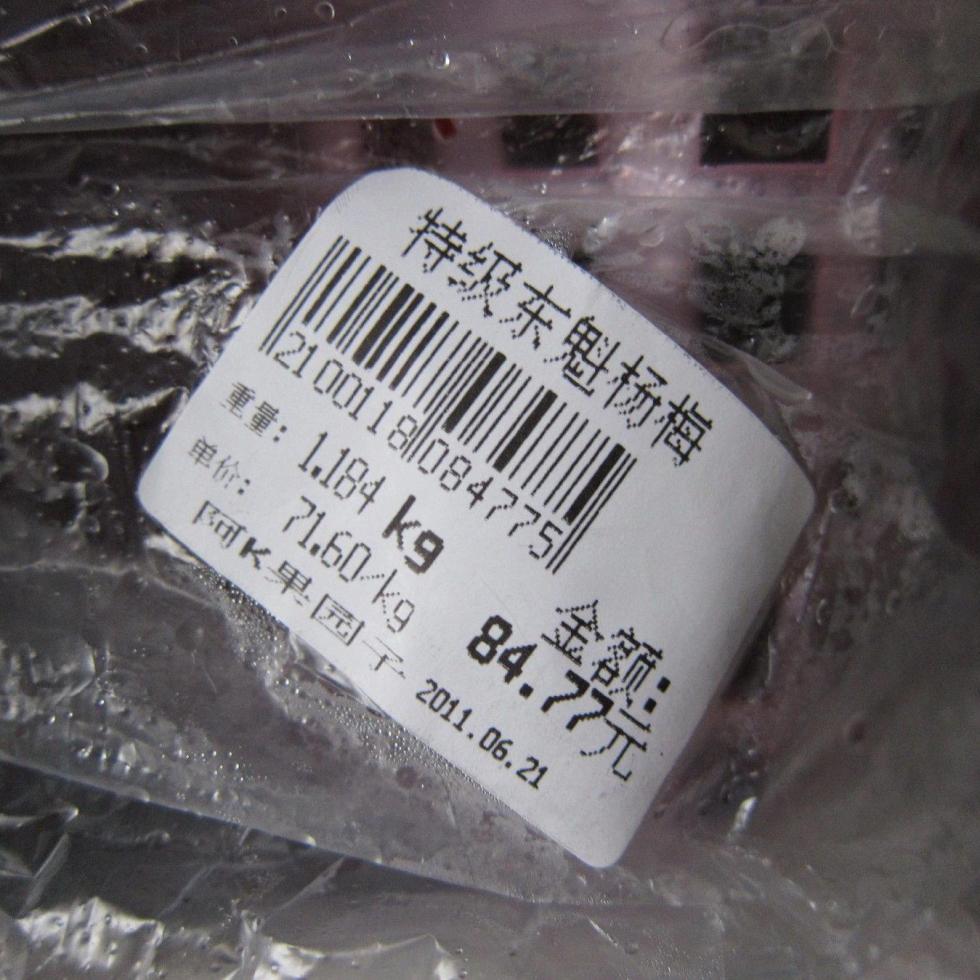 特级东魁杨梅
2100118084775
重量: 1.184 kg
单价: 71.60/kg
金额:
84.77元
阿K果园子
2011.06.21